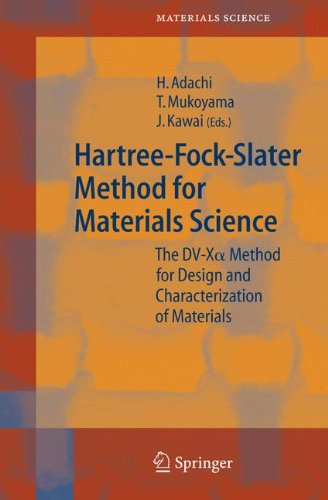 MATERIALS SCIENCE
H. Adachi
T. Mukoyama
J. Kawai (Eds.)
Hartree-Fock-Slater
Method for
Materials Science
The DV-Xα Method
for Design and
Characterization
of Materials
Springer